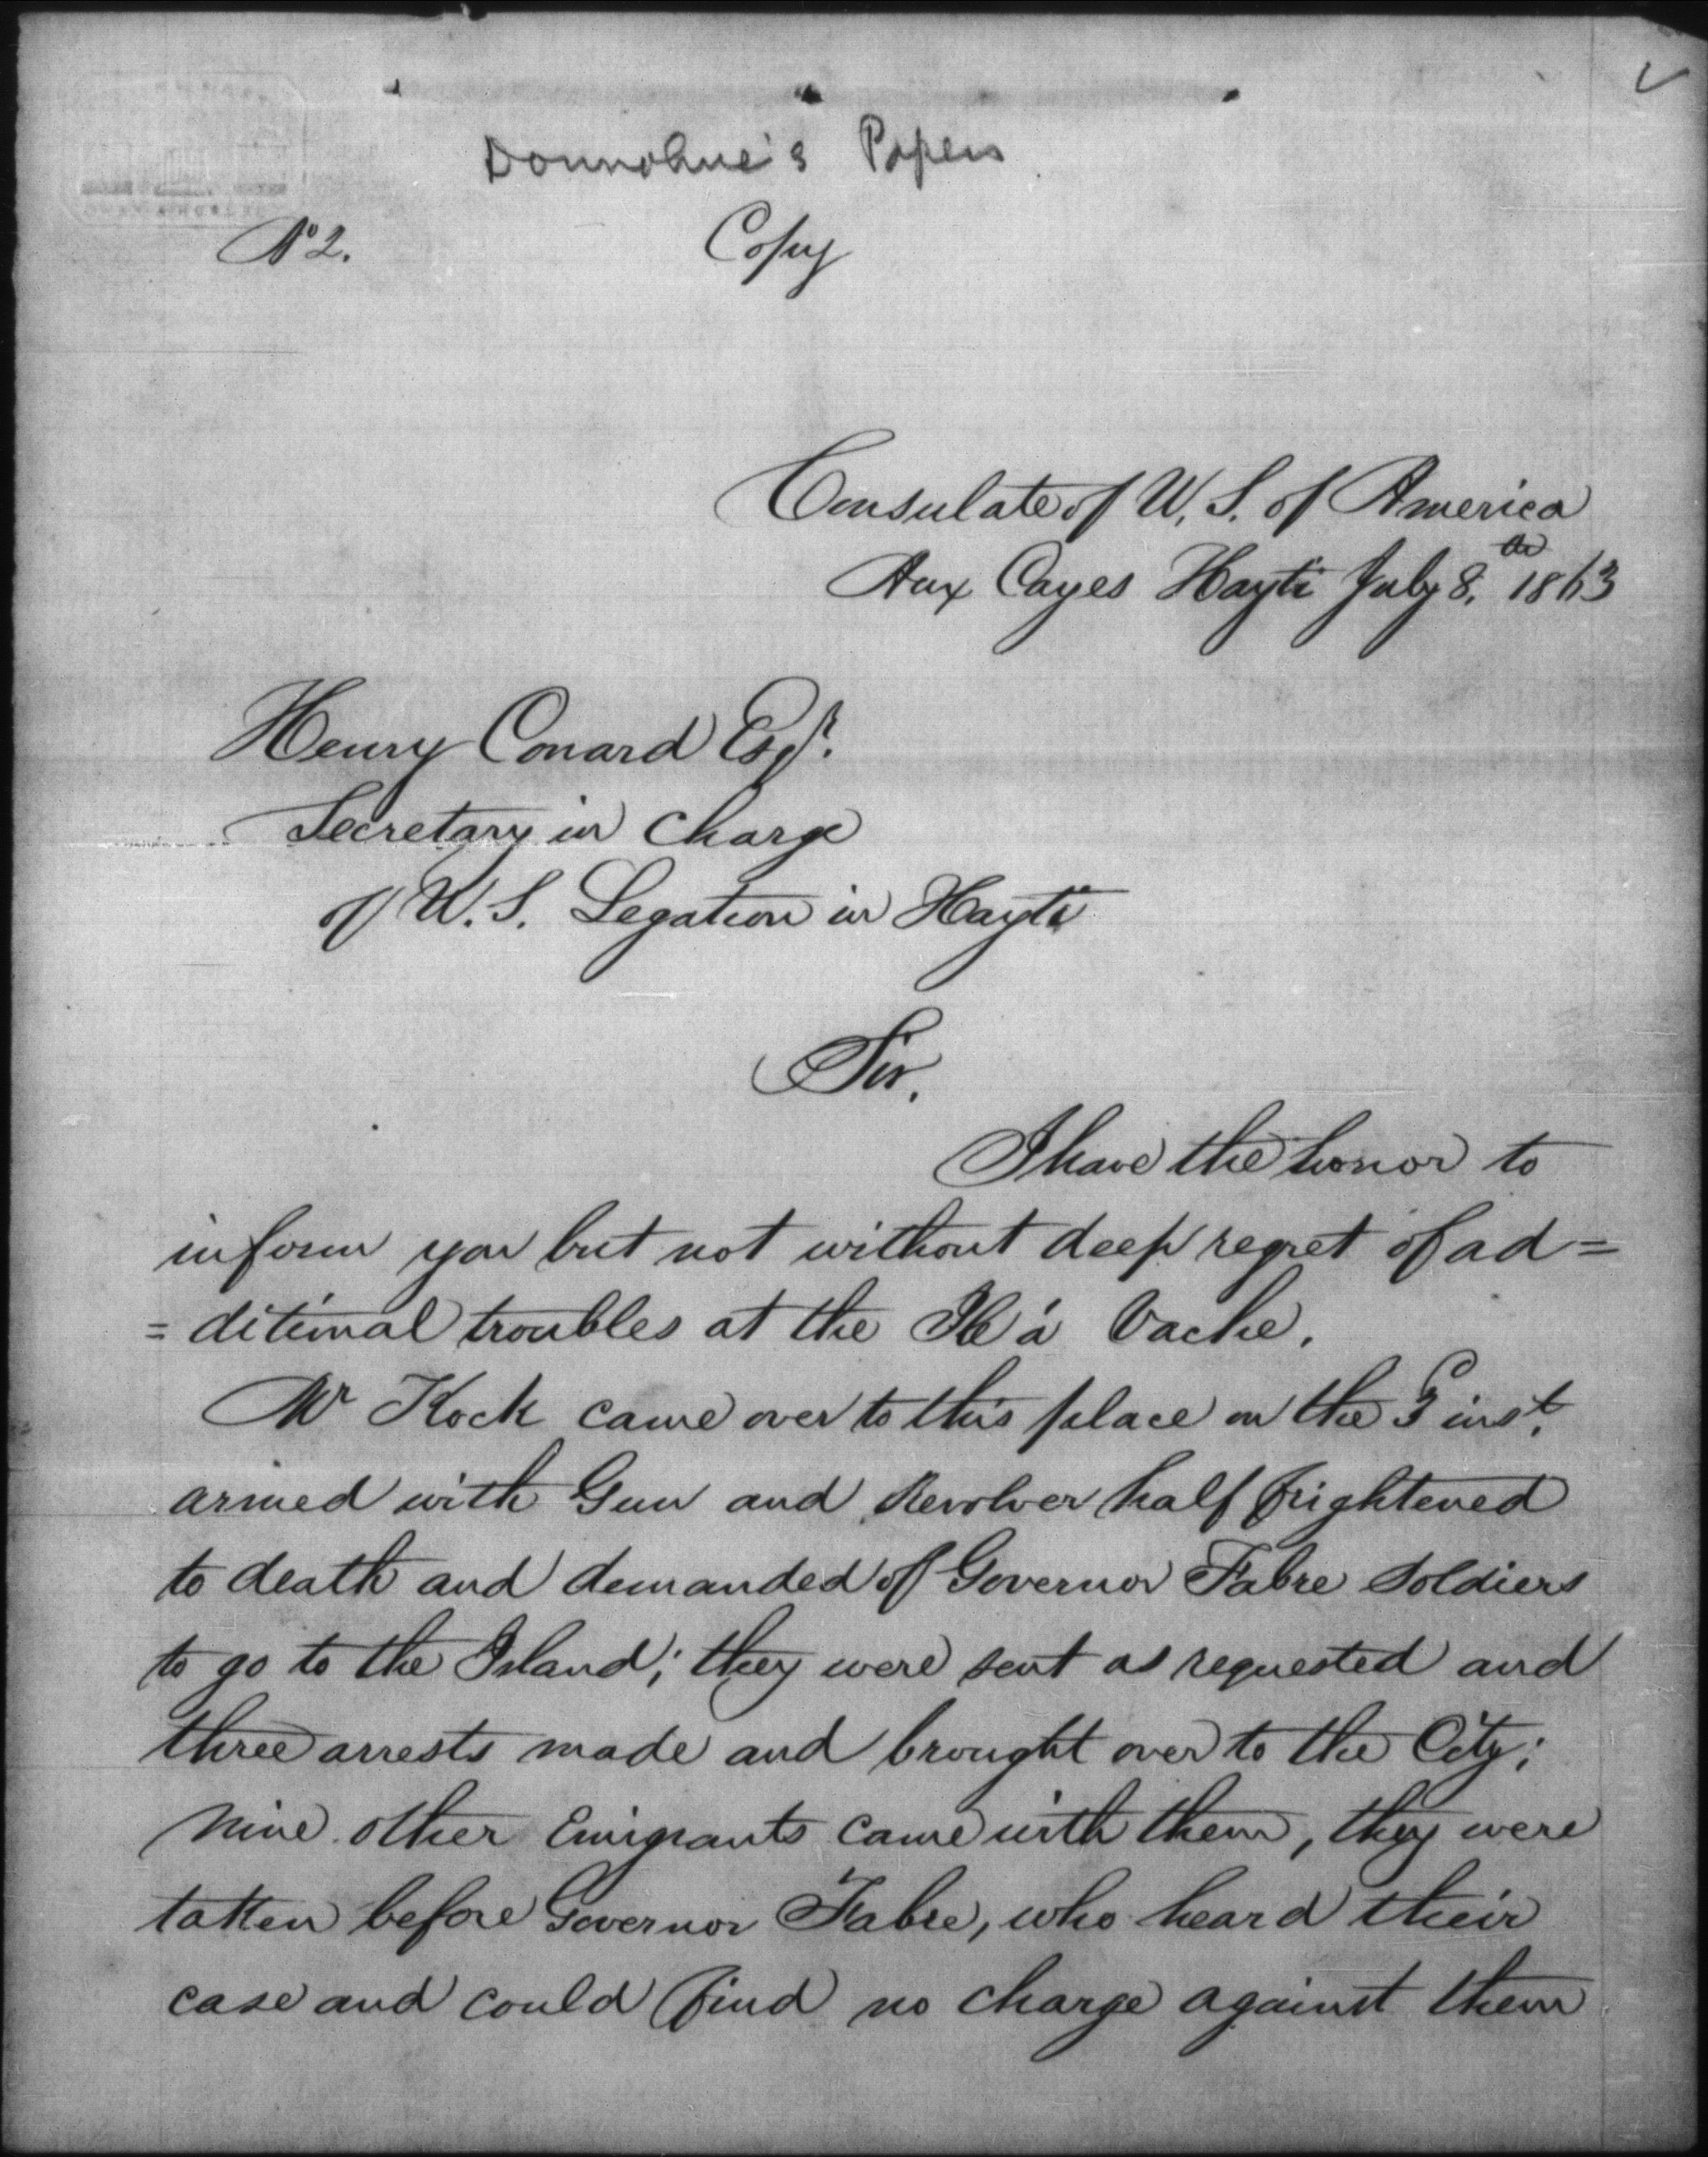 Donnohue's Papers
No 2.
Copy
Consulate of U. S. of America
Aux Cayes Hayti July 8th 1863
Henry Conard Esqr.
Secretary in charge
of U. S. Legation in Hayti
Sir.
I have the honor to
inform you but not without deep regret of ad=
=ditional troubles at the Ile á Vache.
Mr Kock came over to this place on the 3 inst.
armed with Gun and Revolver half frightened
to death and demanded of Governor Fabre Soldiers
to go to the Island; they were sent as requested and
three arrests made and brought over to the City;
nine other Emigrants came with them, they were
taken before Governor Fabre, who heard their
case and could find no charge against them